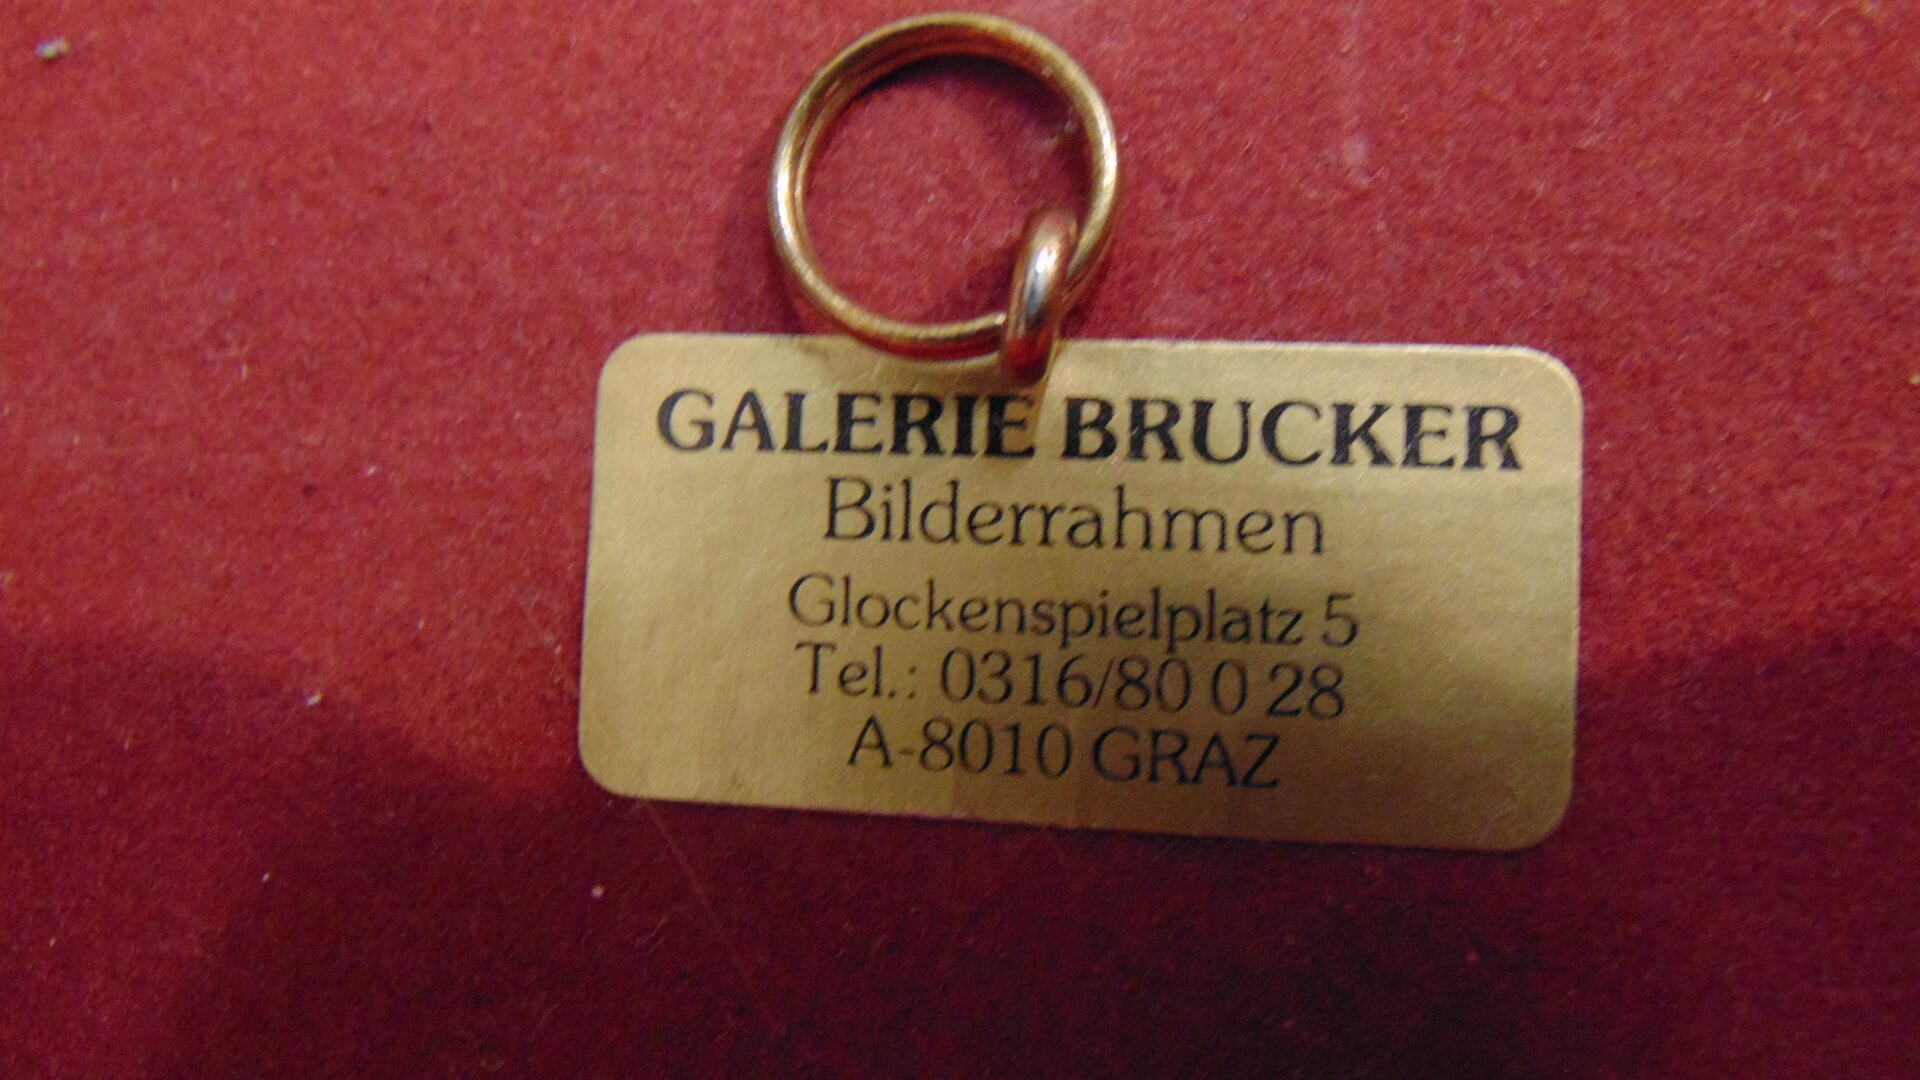 GALERIE BRUCKER
Bilderrahmen
Glockenspielplatz 5
Tel.: 0316/80 0 28
A-8010 GRAZ